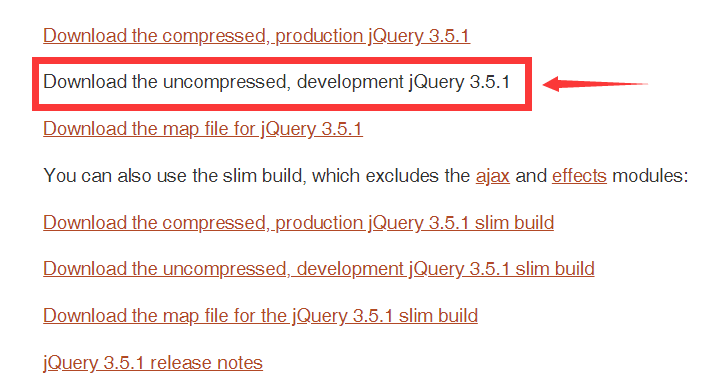 Download the compressed, production jQuery 3.5.1
Download the uncompressed, development jQuery 3.5.1
Download the map file for jQuery 3.5.1
You can also use the slim build, which excludes the ajax and effects modules:
Download the compressed, production jQuery 3.5.1 slim build
Download the uncompressed, development jQuery 3.5.1 slim build
Download the map file for the jQuery 3.5.1 slim build
jQuery 3.5.1 release notes